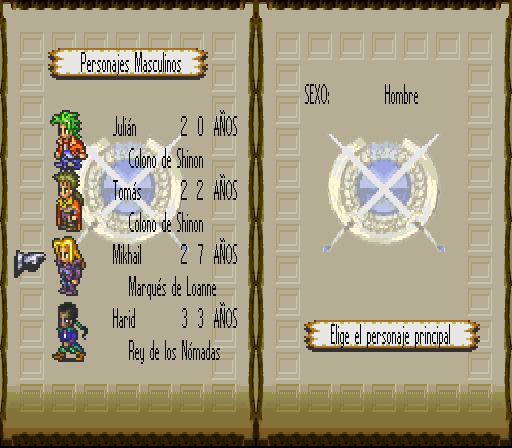 Personajes Masculinos
Julián 2 0 AÑOS
Colono de Shinon
Tomás 2 2 AÑOS
Colono de Shinon
Mikhail 2 7 AÑOS
Marqués de Loanne
Harid 3 3 AÑOS
Rey de los Nómadas
SEXO: Hombre
Elige el personaje principal